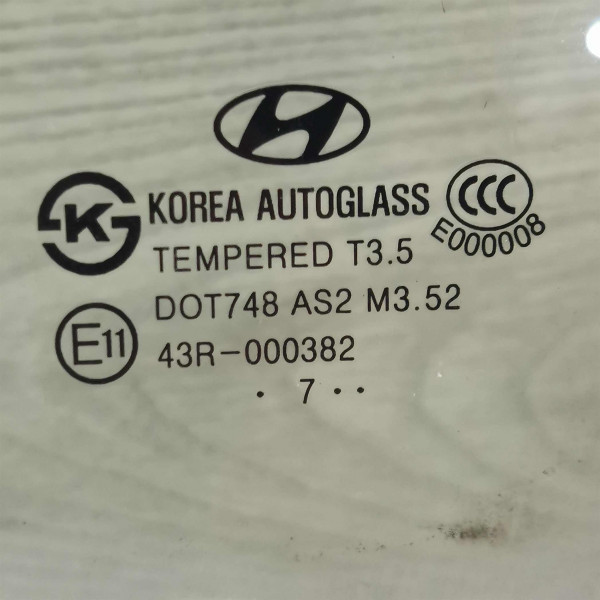 KOREA AUTOGLASS
CCC
E000008
K
TEMPERED T3.5
DOT748 AS2 M3.52
E11
43R-000382
. 7 ..